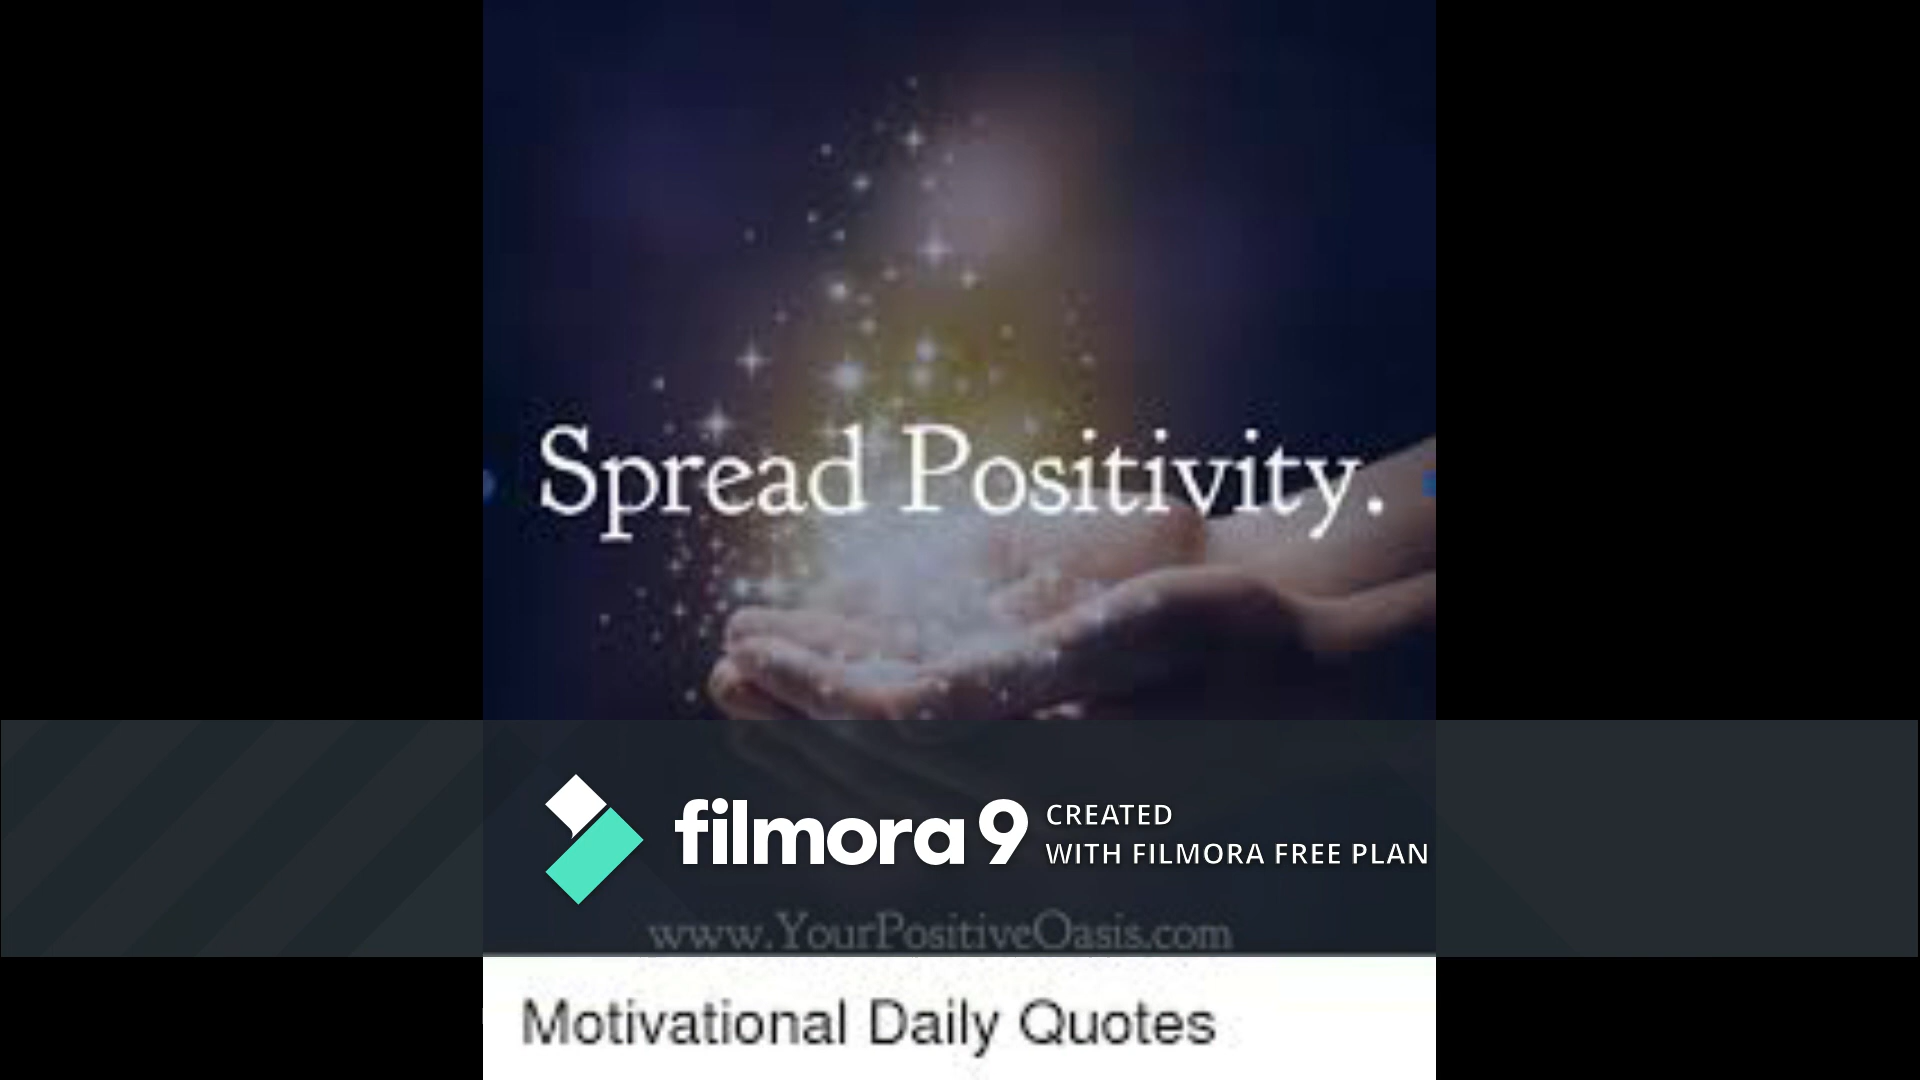 Spread Positivity.
filmora 9
CREATED
WITH FILMORA FREE PLAN
www.YourPositiveOasis.com
Motivational Daily Quotes